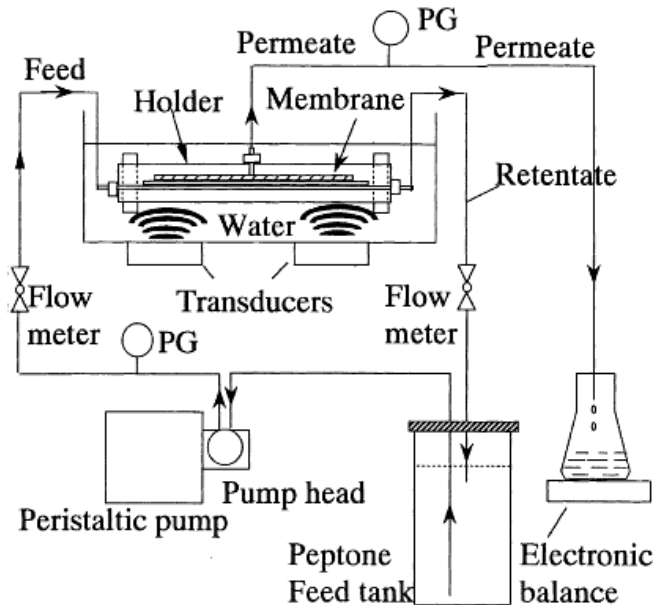 PG
Permeate
Permeate
Feed
Holder
Membrane
Retentate
Water
Transducers
Flow
meter
Flow
meter
PG
Pump head
Peristaltic pump
Peptone
Feed tank
Electronic
balance